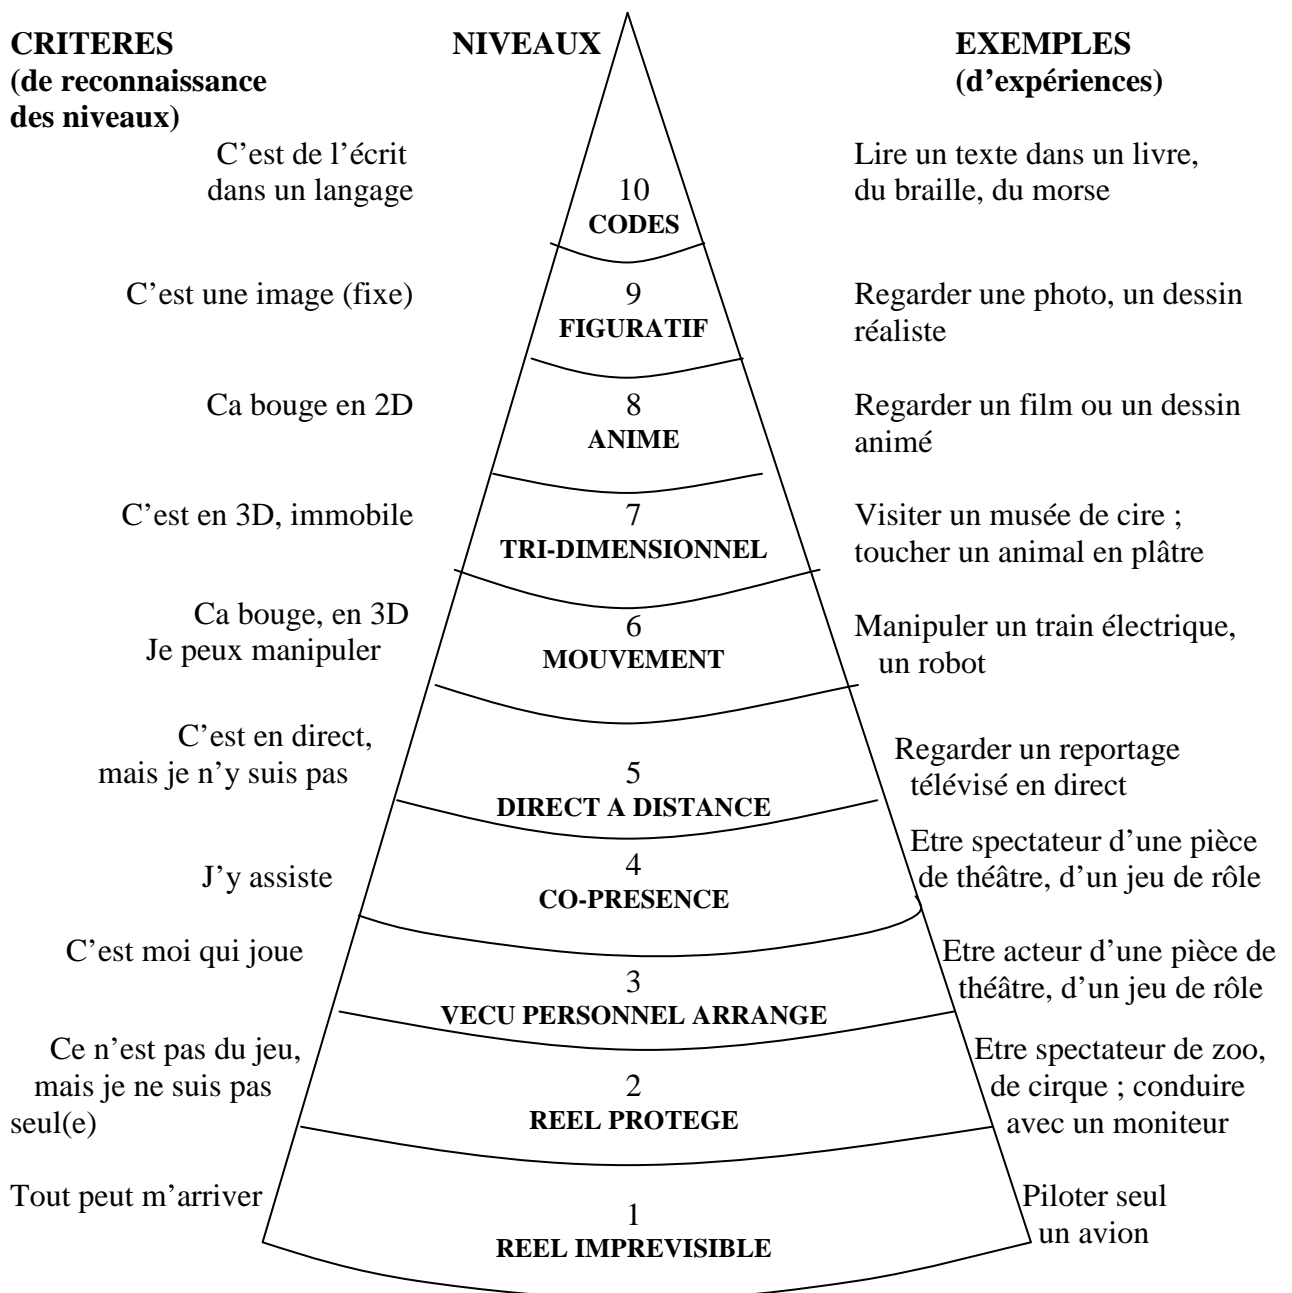 CRITERES
(de reconnaissance
des niveaux)
NIVEAUX
EXEMPLES
(d’expériences)
C’est de l’écrit
dans un langage
10
CODES
Lire un texte dans un livre,
du braille, du morse
C’est une image (fixe)
9
FIGURATIF
Regarder une photo, un dessin
réaliste
Ca bouge en 2D
8
ANIME
Regarder un film ou un dessin
animé
C’est en 3D, immobile
7
TRI-DIMENSIONNEL
Visiter un musée de cire ;
toucher un animal en plâtre
Ca bouge, en 3D
Je peux manipuler
6
MOUVEMENT
Manipuler un train électrique,
un robot
C’est en direct,
mais je n’y suis pas
5
DIRECT A DISTANCE
Regarder un reportage
télévisé en direct
J’y assiste
4
CO-PRESENCE
Etre spectateur d’une pièce
de théâtre, d’un jeu de rôle
C’est moi qui joue
3
VECU PERSONNEL ARRANGE
Etre acteur d’une pièce de
théâtre, d’un jeu de rôle
Ce n’est pas du jeu,
mais je ne suis pas
seul(e)
2
REEL PROTEGE
Etre spectateur de zoo,
de cirque ; conduire
avec un moniteur
Tout peut m’arriver
1
REEL IMPREVISIBLE
Piloter seul
un avion